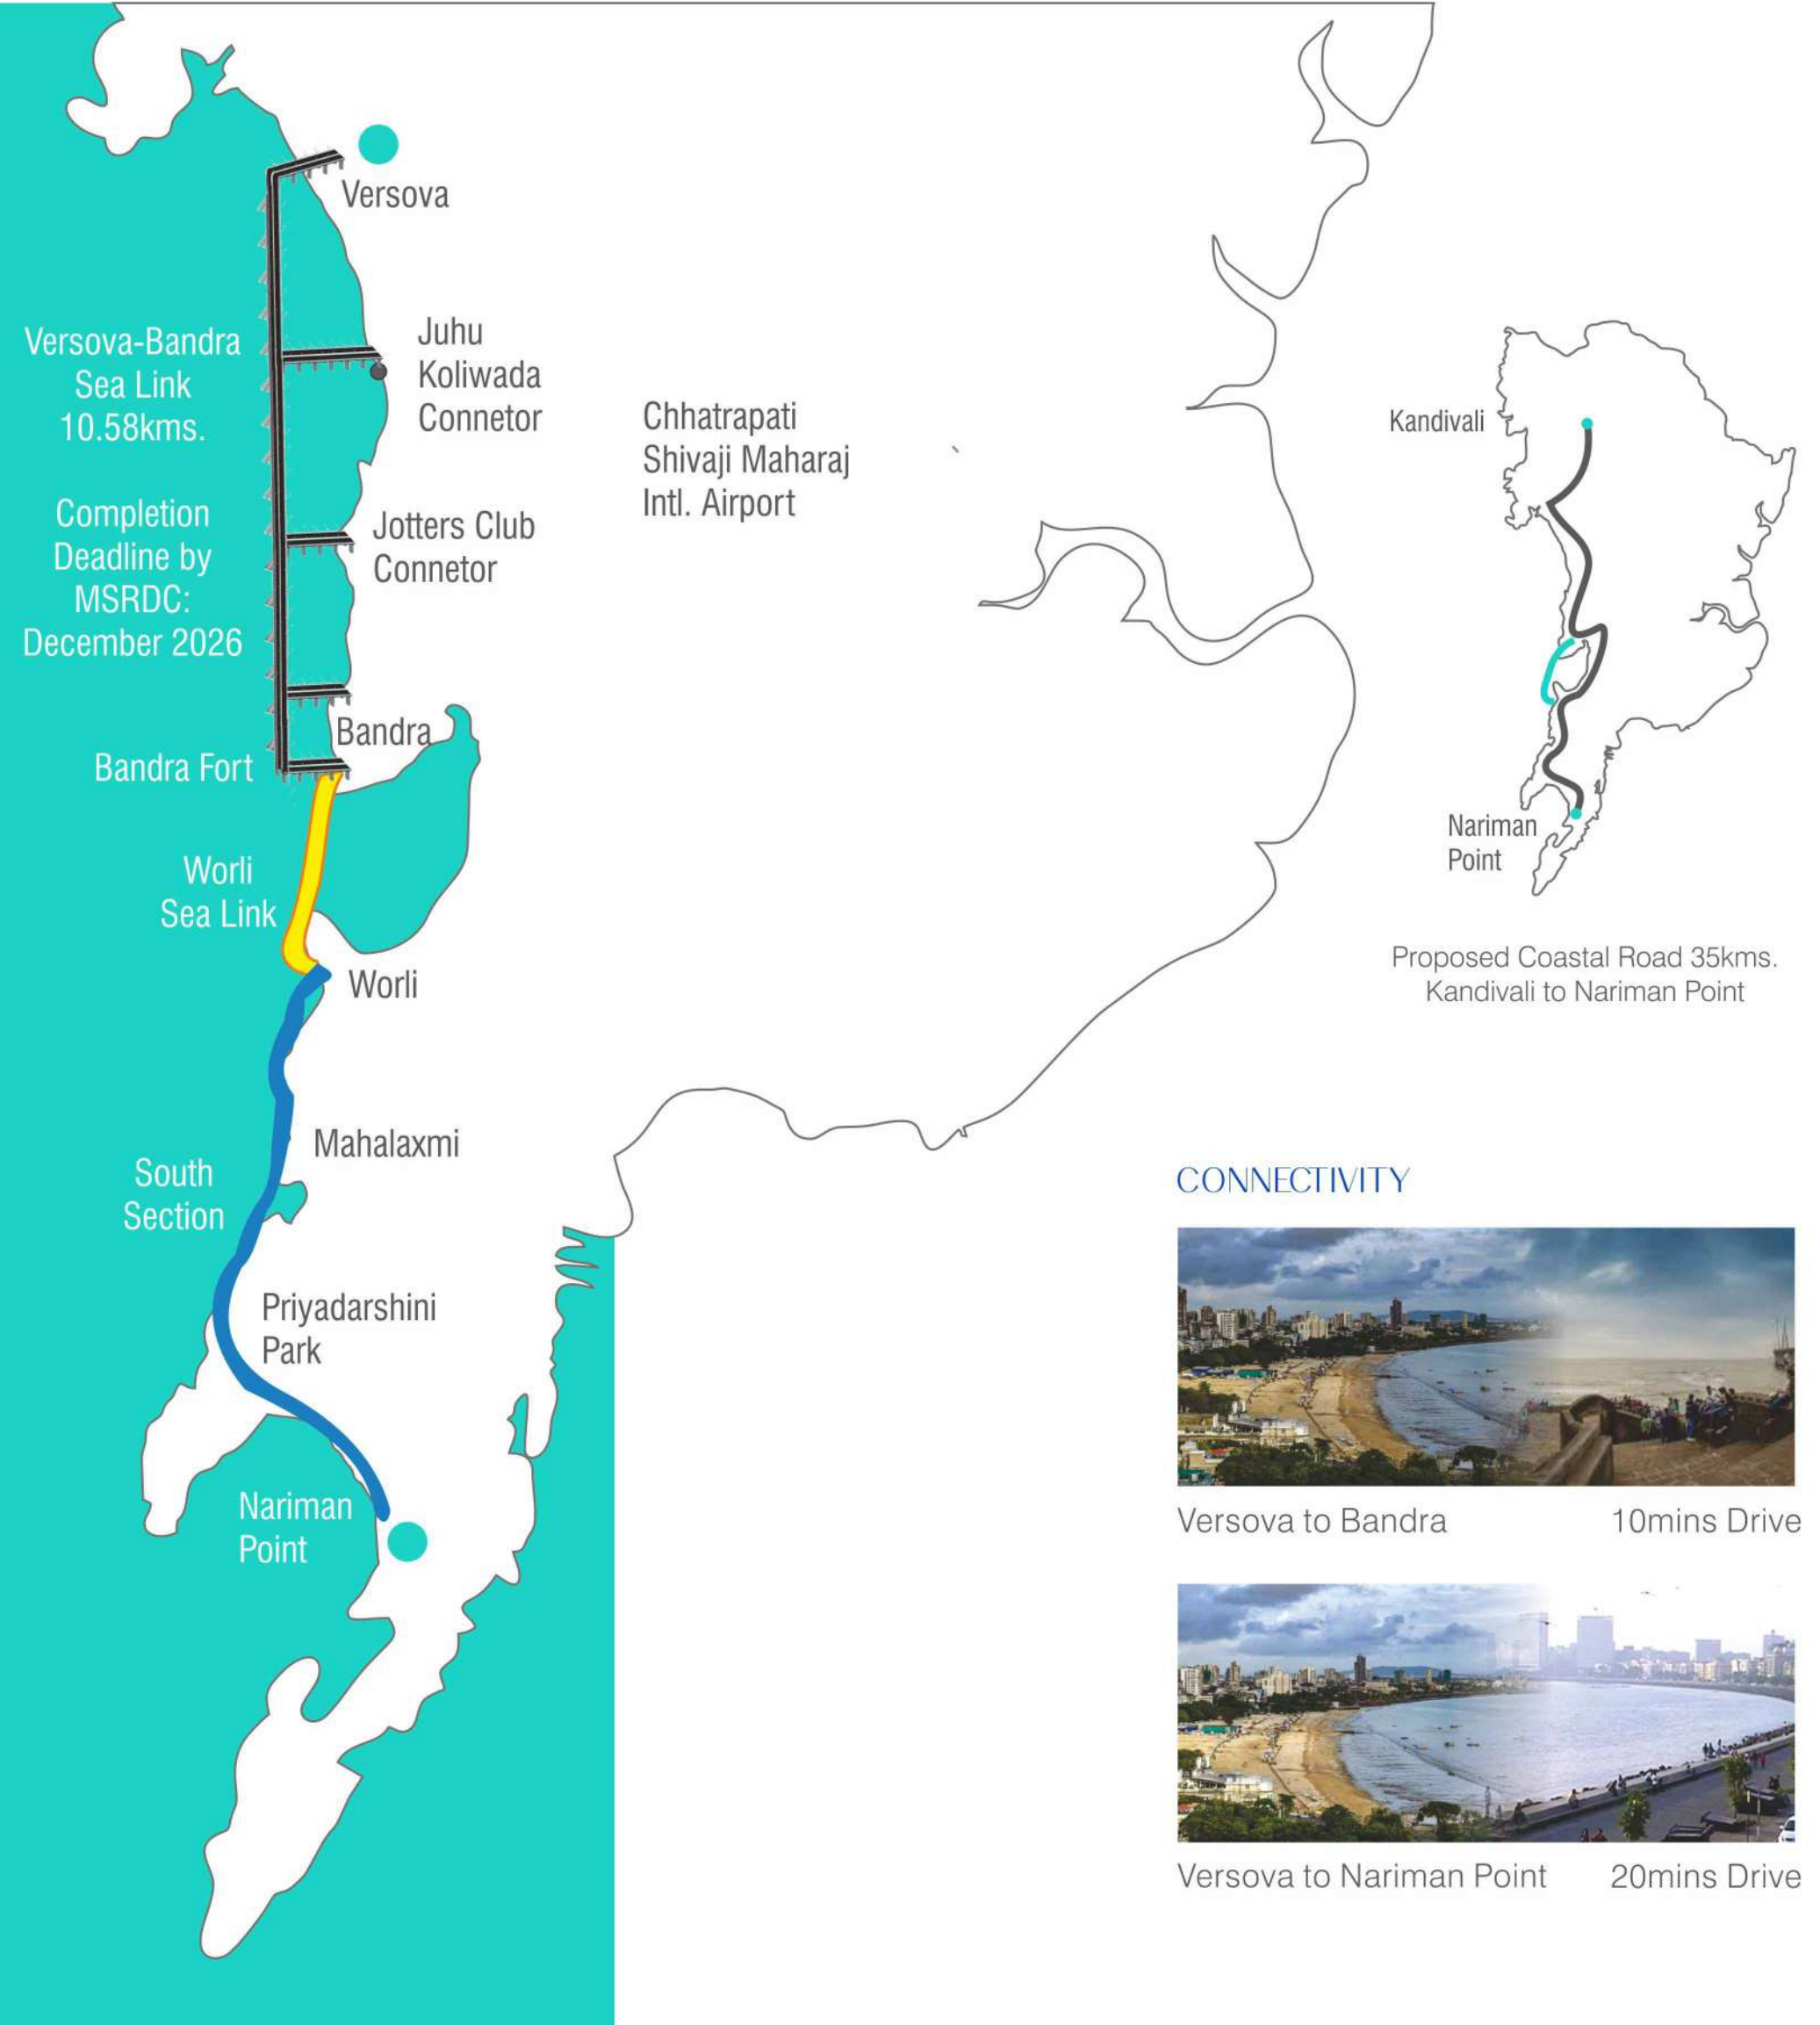 Versova
Versova-Bandra
Sea Link
10.58kms.
Completion
Deadline by
MSRDC:
December 2026
Juhu
Koliwada
Connetor
Chhatrapati
Shivaji Maharaj
Intl. Airport
Jotters Club
Connetor
Bandra
Bandra Fort
Worli
Sea Link
Worli
Mahalaxmi
South
Section
Priyadarshini
Park
Nariman
Point
Kandivali
Nariman
Point
Proposed Coastal Road 35kms.
Kandivali to Nariman Point
CONNECTIVITY
Versova to Bandra 10mins Drive
Versova to Nariman Point 20mins Drive